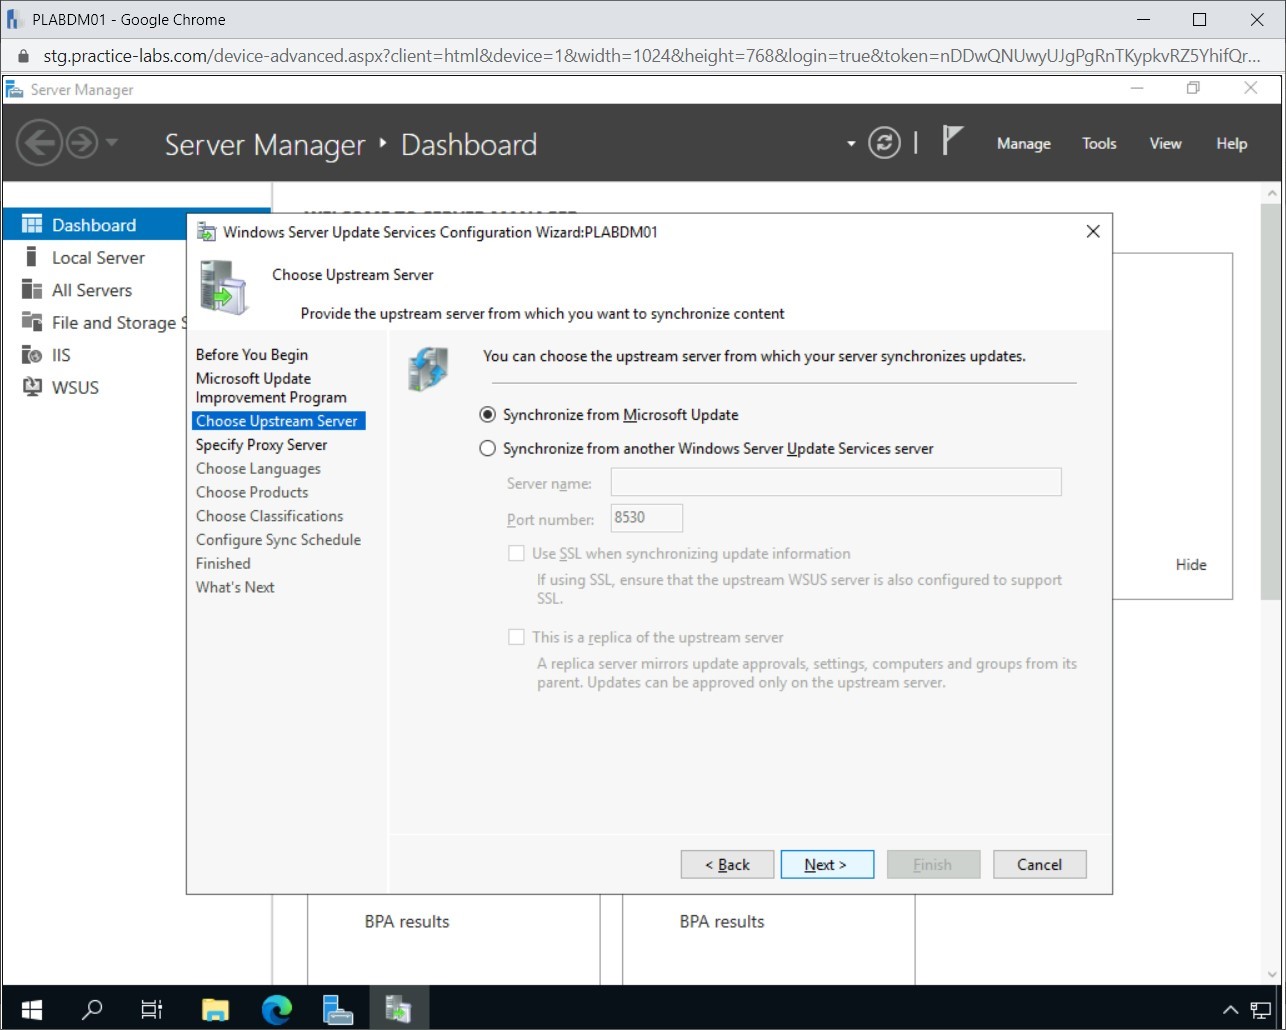 PLABDM01 - Google Chrome
stg.practice-labs.com/device-advanced.aspx?client=html&device=1&width=1024&height=768&login=true&token=nDDwQNUwyUJgPgRnTKypkvRZ5YhifQr...
Server Manager
Server Manager Dashboard
Manage Tools View Help
Dashboard
Local Server
All Servers
File and Storage S
IIS
WSUS
WELCOME TO SERVER MANAGER
Windows Server Update Services Configuration Wizard:PLABDM01
Choose Upstream Server
Provide the upstream server from which you want to synchronize content
Before You Begin
Microsoft Update
Improvement Program
Choose Upstream Server
Specify Proxy Server
Choose Languages
Choose Products
Choose Classifications
Configure Sync Schedule
Finished
What's Next
You can choose the upstream server from which your server synchronizes updates.
Synchronize from Microsoft Update
Synchronize from another Windows Server Update Services server
Server name:
Port number: 8530
Use SSL when synchronizing update information
If using SSL, ensure that the upstream WSUS server is also configured to support
SSL.
This is a replica of the upstream server
A replica server mirrors update approvals, settings, computers and groups from its
parent. Updates can be approved only on the upstream server.
Hide
< Back Next > Finish Cancel
BPA results BPA results